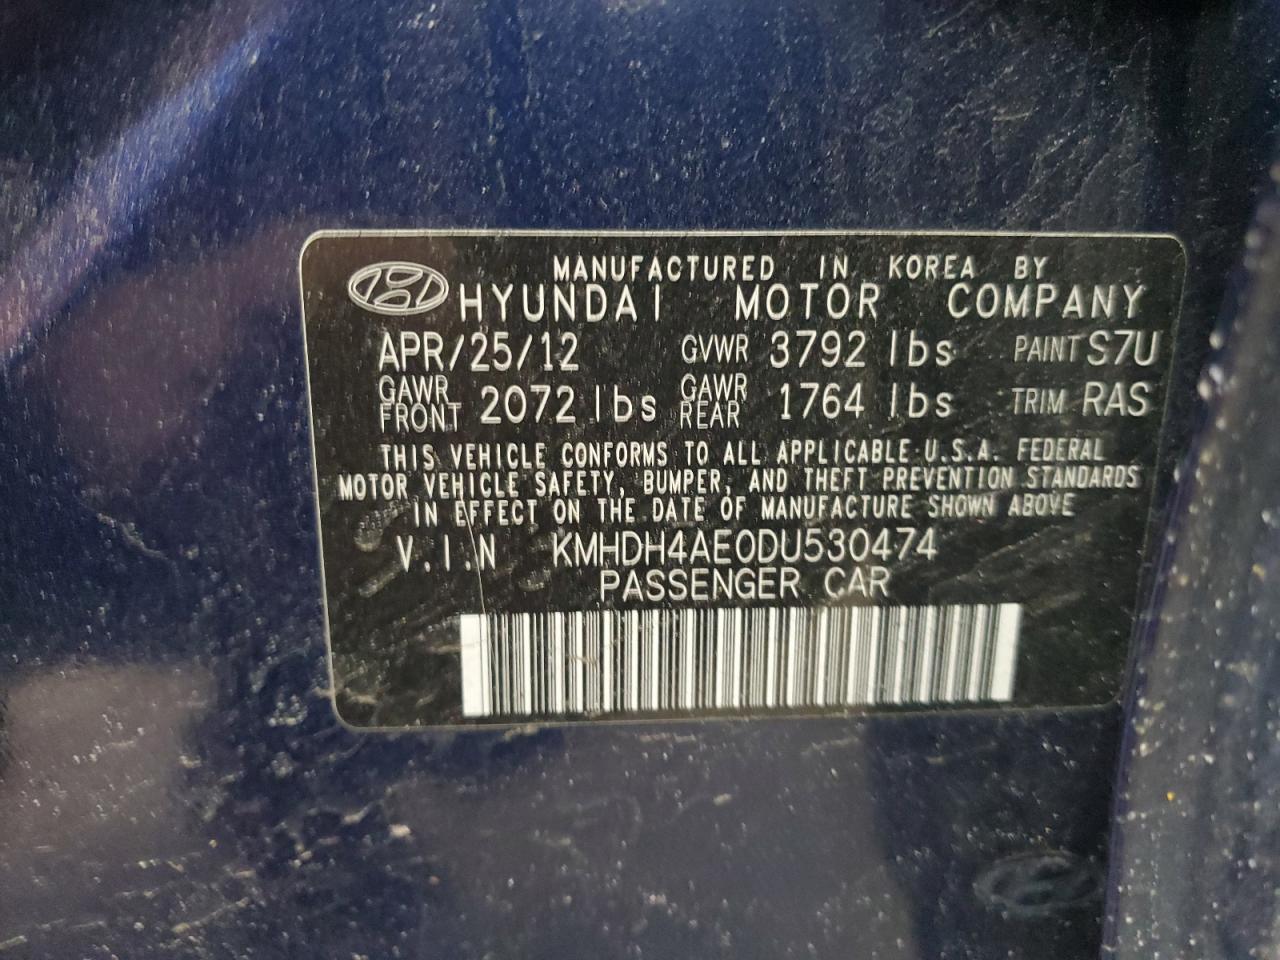 MANUFACTURED IN KOREA BY
HYUNDAI MOTOR COMPANY
APR/25/12 GVWR 3792 lbs PAINT S7U
GAWR FRONT 2072 lbs GAWR REAR 1764 lbs TRIM RAS
THIS VEHICLE CONFORMS TO ALL APPLICABLE U.S.A. FEDERAL
MOTOR VEHICLE SAFETY, BUMPER, AND THEFT PREVENTION STANDARDS
IN EFFECT ON THE DATE OF MANUFACTURE SHOWN ABOVE
V.I.N KMHDH4AE0DU530474
PASSENGER CAR